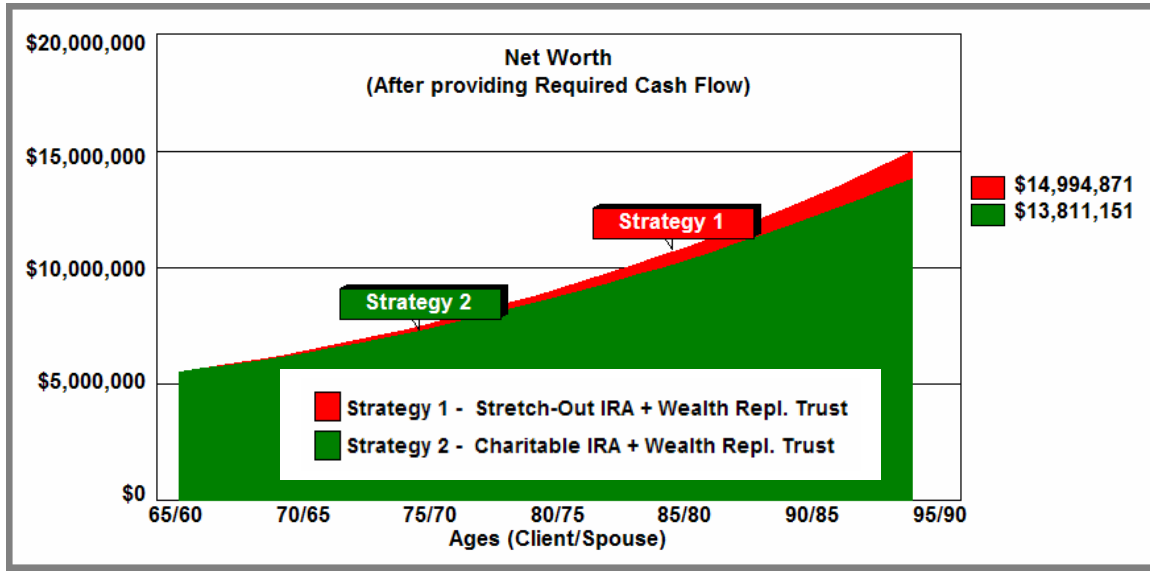 Net Worth
(After providing Required Cash Flow)
$20,000,000
$15,000,000
$10,000,000
$5,000,000
$0
Strategy 1
Strategy 2
$14,994,871
$13,811,151
Strategy 1 - Stretch-Out IRA + Wealth Repl. Trust
Strategy 2 - Charitable IRA + Wealth Repl. Trust
65/60 70/65 75/70 80/75 85/80 90/85 95/90
Ages (Client/Spouse)